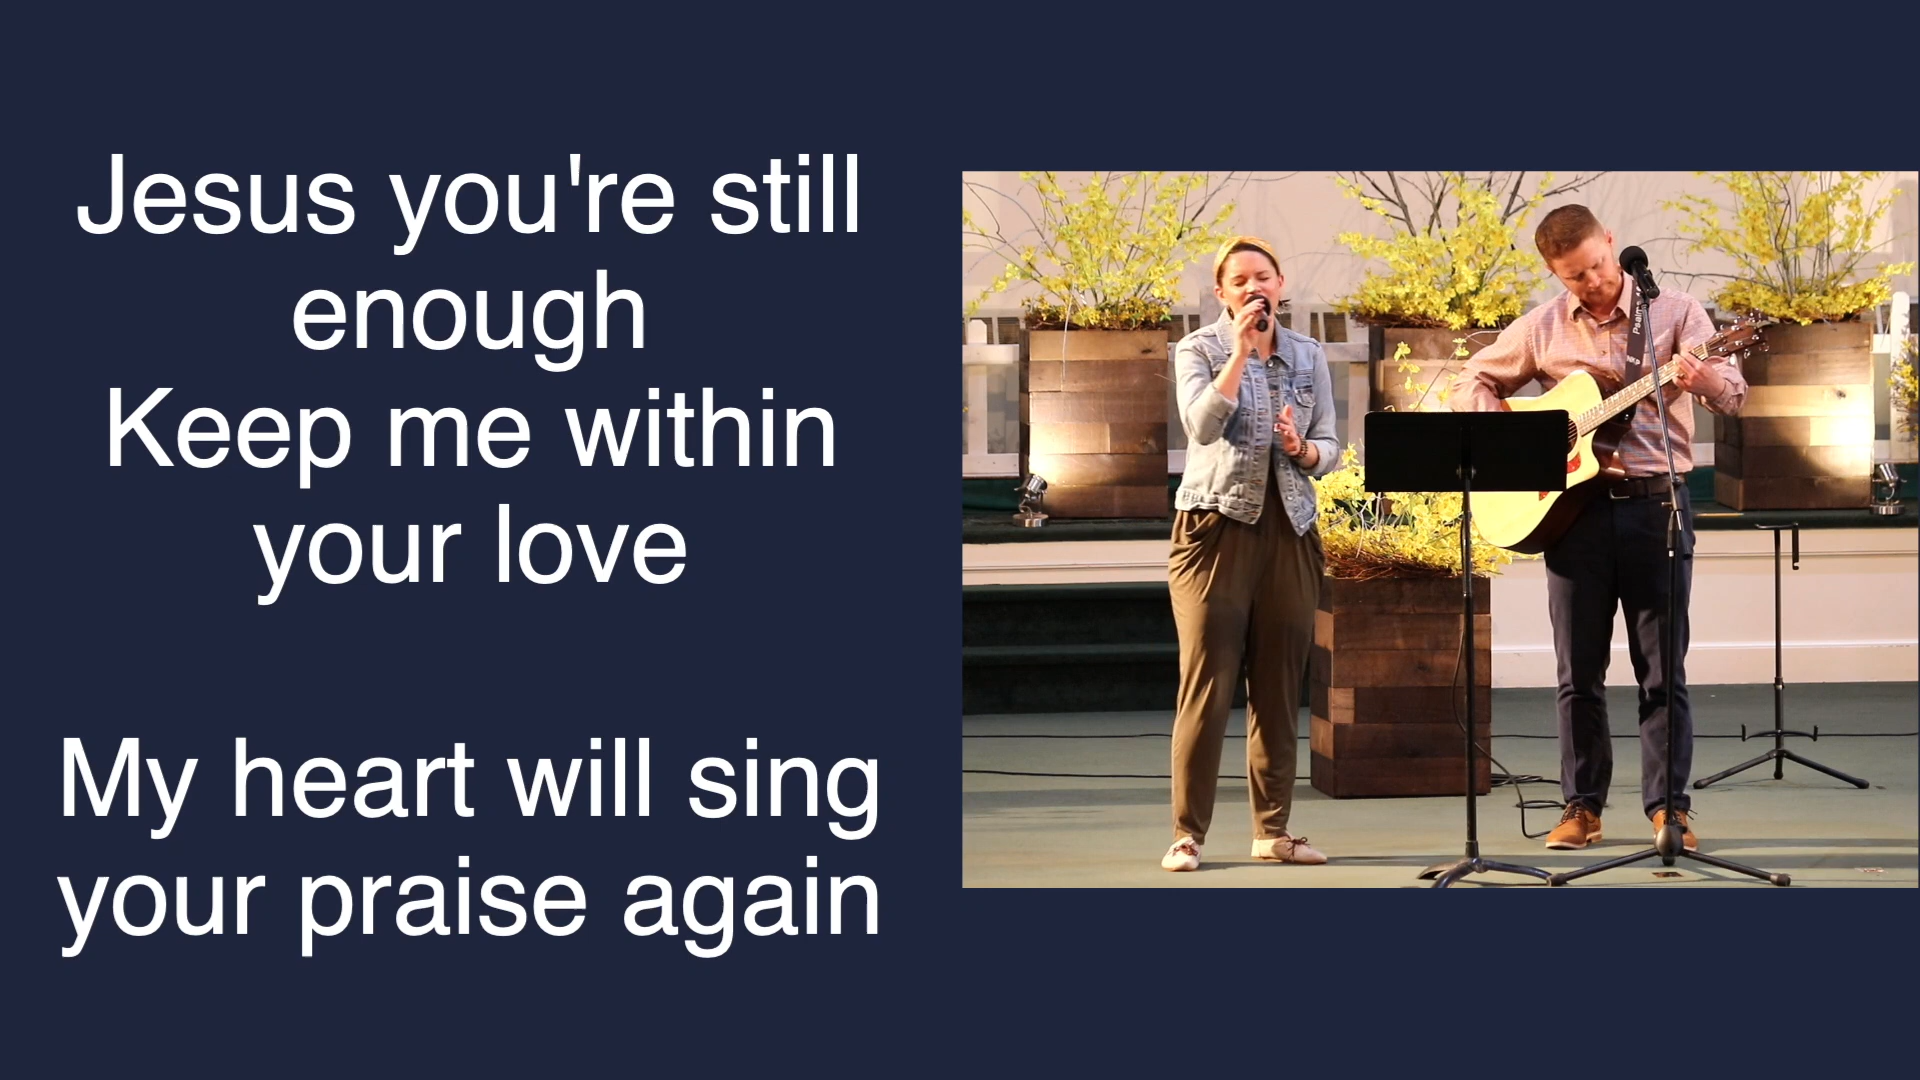 Jesus you're still
enough
Keep me within
your love
My heart will sing
your praise again